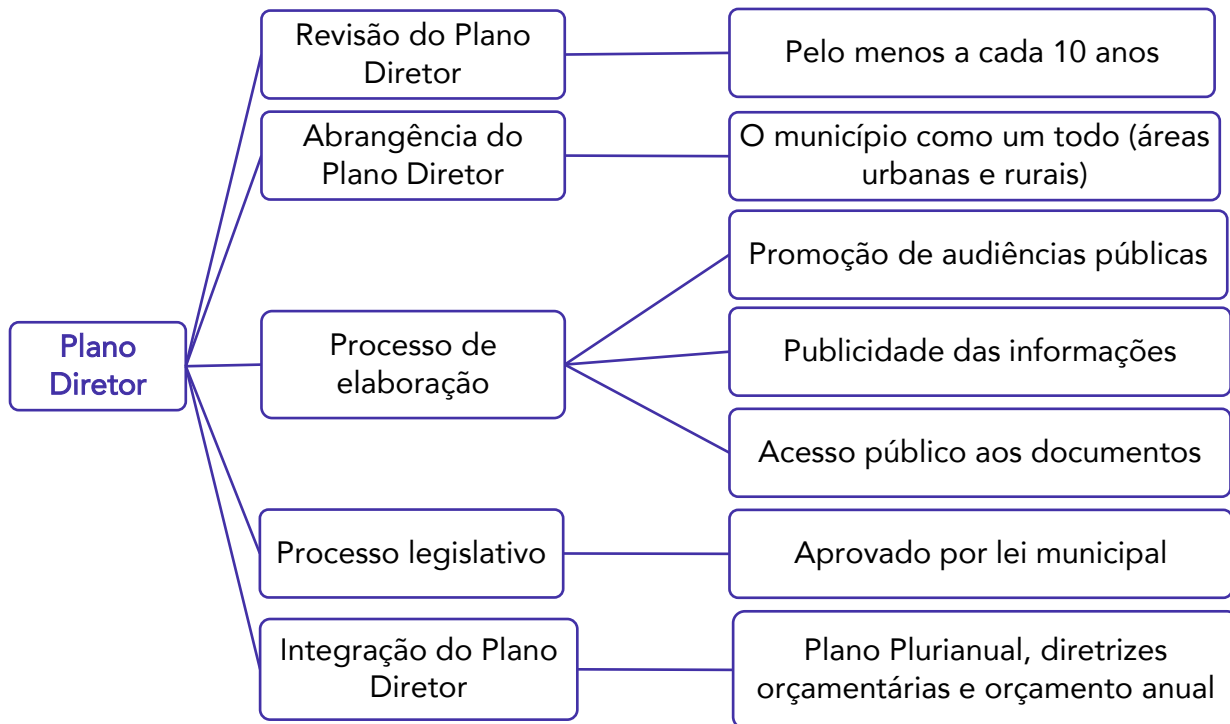 Plano
Diretor
Revisão do Plano
Diretor
Pelo menos a cada 10 anos
Abrangência do
Plano Diretor
O município como um todo (áreas
urbanas e rurais)
Processo de
elaboração
Promoção de audiências públicas
Publicidade das informações
Acesso público aos documentos
Processo legislativo
Aprovado por lei municipal
Integração do Plano
Diretor
Plano Plurianual, diretrizes
orçamentárias e orçamento anual